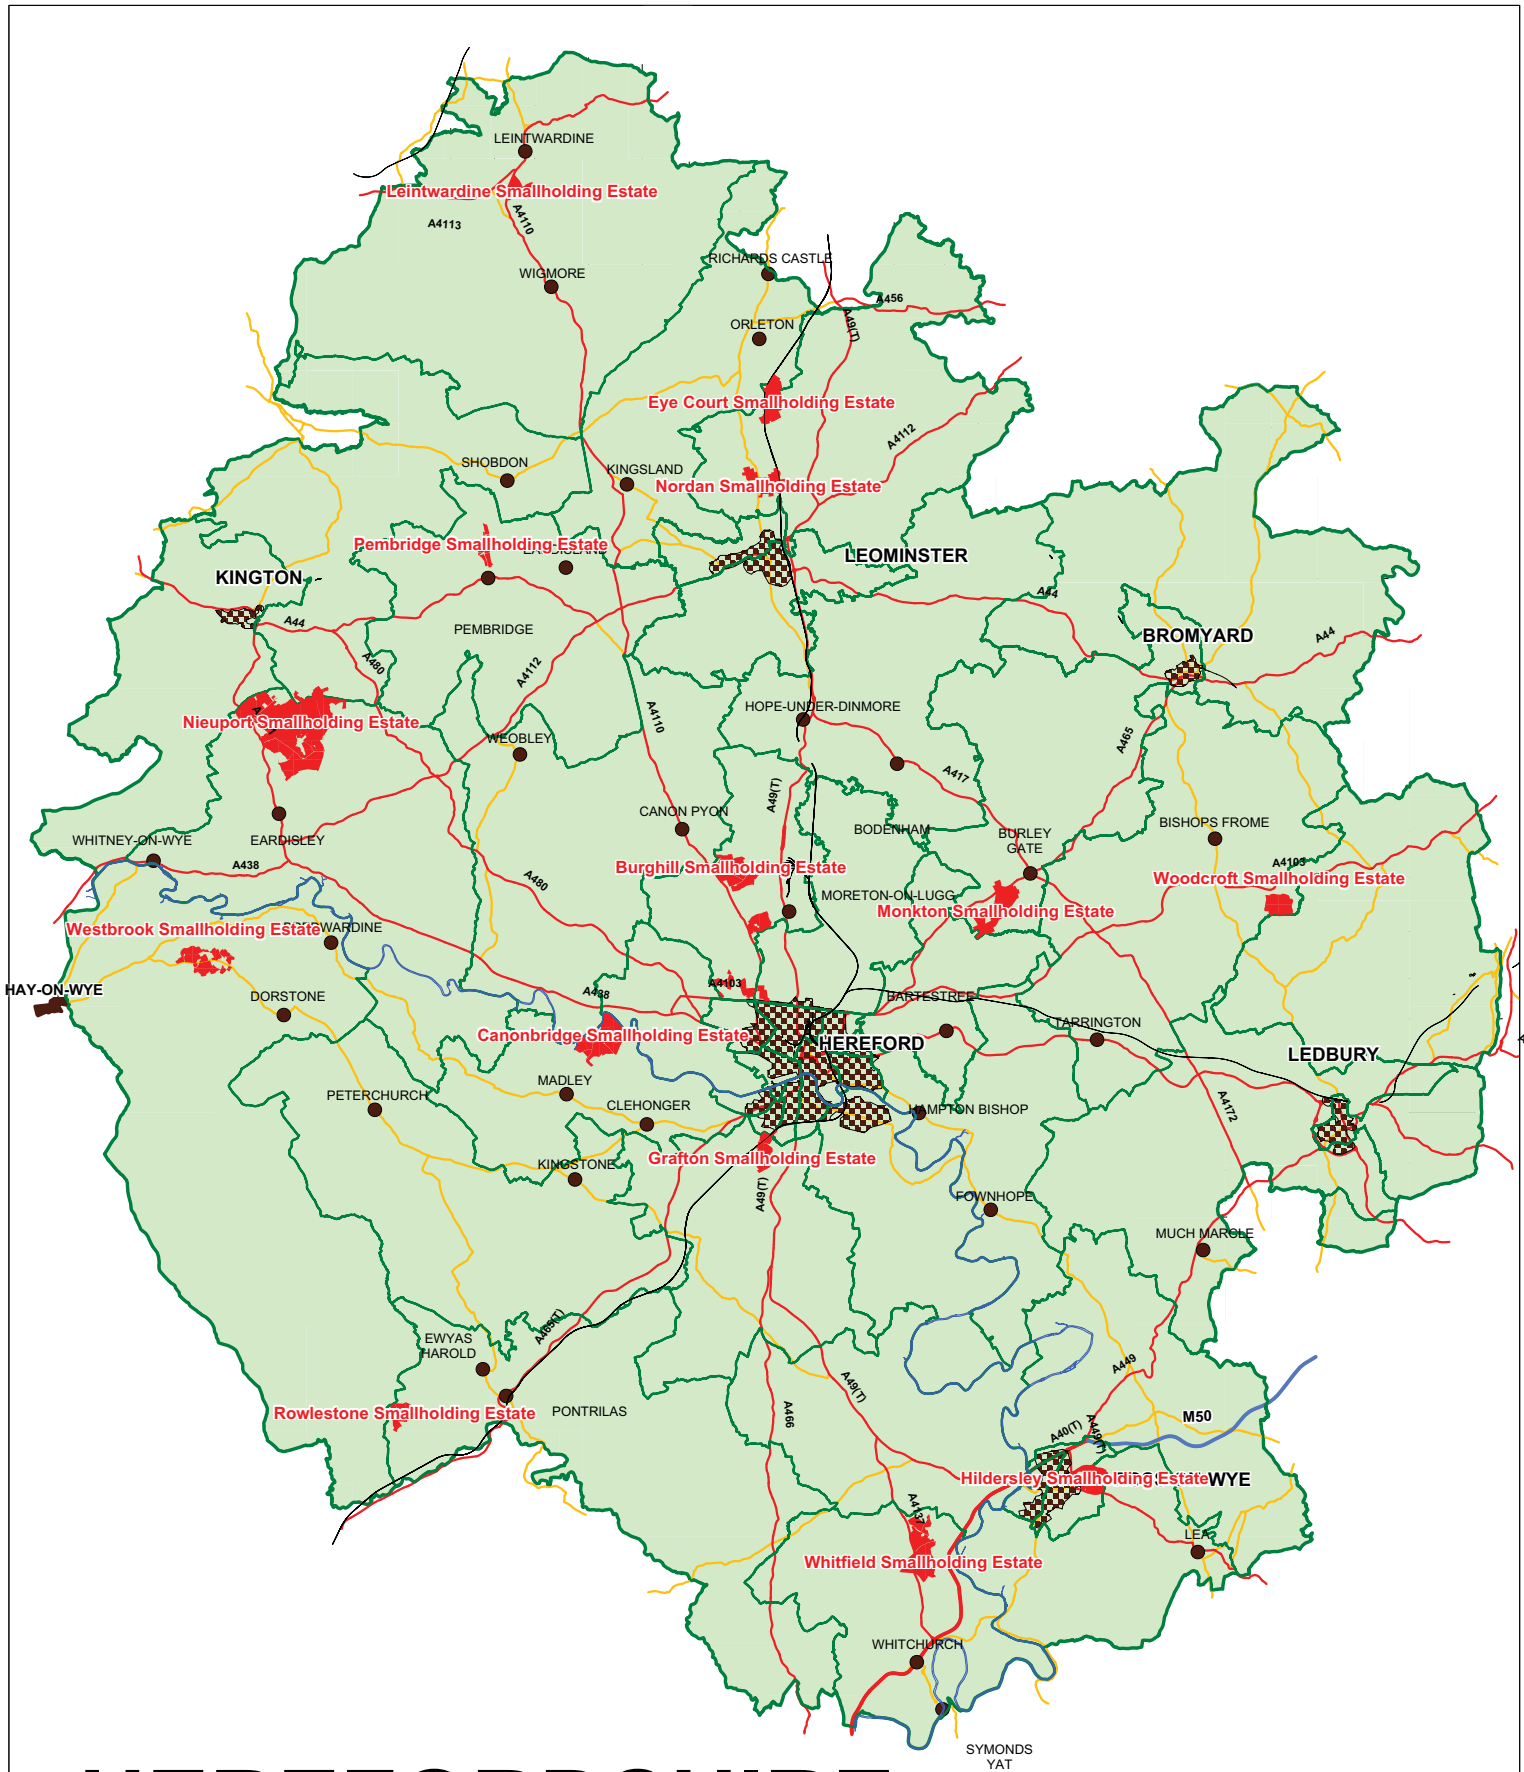 LEINTWARDINE
Leintwardine Smallholding Estate
A4113
A4110
RICHARDS CASTLE
WIGMORE
A456
ORLETON
A49(T)
Eye Court Smallholding Estate
A4112
SHOBDON
KINGSLAND
Nordan Smallholding Estate
Pembridge Smallholding Estate
LEOMINSTER
KINGTON
A44
A44
PEMBRIDGE
BROMYARD
A44
A480
A4112
HOPE-UNDER-DINMORE
A4110
Nieuport Smallholding Estate
WEOBLEY
A465
A417
A49(T)
CANON PYON
BODENHAM
BURLEY
GATE
BISHOPS FROME
WHITNEY-ON-WYE
EARDISLEY
A438
Burghill Smallholding Estate
A4103
Woodcroft Smallholding Estate
A480
MORETON-ON-LUGG
Monkton Smallholding Estate
Westbrook Smallholding Estate
HAY-ON-WYE
DORSTONE
A438
A4103
BARTESTREE
TARRINGTON
Canonbridge Smallholding Estate
HEREFORD
LEDBURY
MADLEY
PETERCHURCH
CLEHONGER
HAMPTON BISHOP
A4172
Grafton Smallholding Estate
KINGSTONE
A49(T)
FOWNHOPE
MUCH MARCLE
A465(T)
EWYAS
HAROLD
A449
A49(T)
Rowlestone Smallholding Estate
PONTRILAS
A466
M50
A40(T)
A449(T)
Hildersley Smallholding Estate
WYE
A4137
LEA
Whitfield Smallholding Estate
WHITCHURCH
SYMONDS
YAT
HEREFORDSHIRE